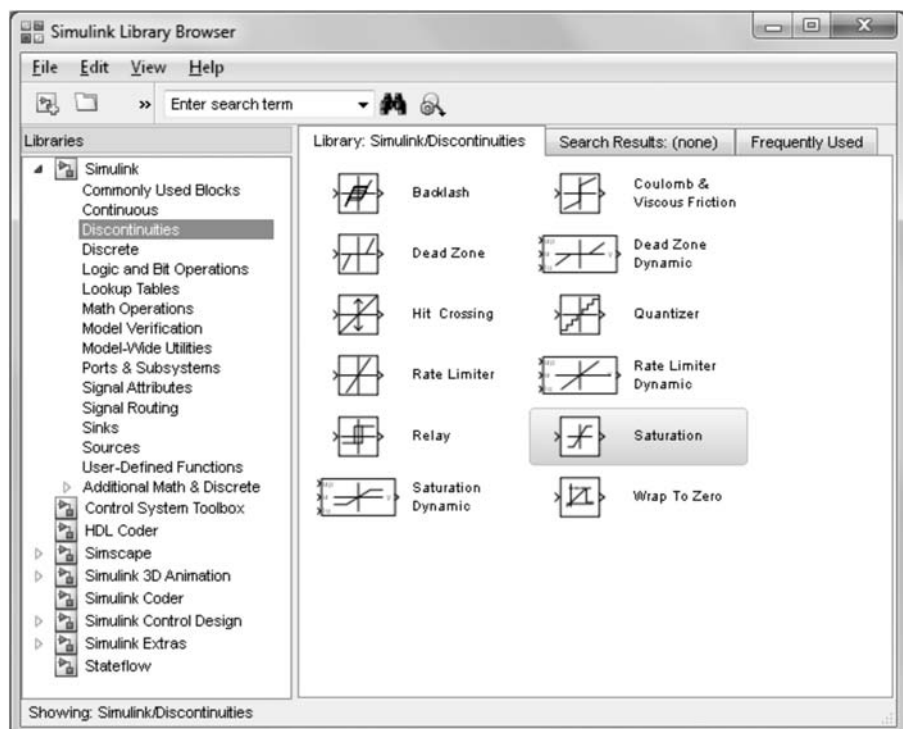 Simulink Library Browser
File Edit View Help
» Enter search term
Libraries
Simulink
Commonly Used Blocks
Continuous
Discontinuities
Discrete
Logic and Bit Operations
Lookup Tables
Math Operations
Model Verification
Model-Wide Utilities
Ports & Subsystems
Signal Attributes
Signal Routing
Sinks
Sources
User-Defined Functions
Additional Math & Discrete
Control System Toolbox
HDL Coder
Simscape
Simulink 3D Animation
Simulink Coder
Simulink Control Design
Simulink Extras
Stateflow
Library: Simulink/Discontinuities
Search Results: (none)
Frequently Used
Backlash
Coulomb &
Viscous Friction
Dead Zone
Dead Zone
Dynamic
Hit Crossing
Quantizer
Rate Limiter
Rate Limiter
Dynamic
Relay
Saturation
Saturation
Dynamic
Wrap To Zero
Showing: Simulink/Discontinuities